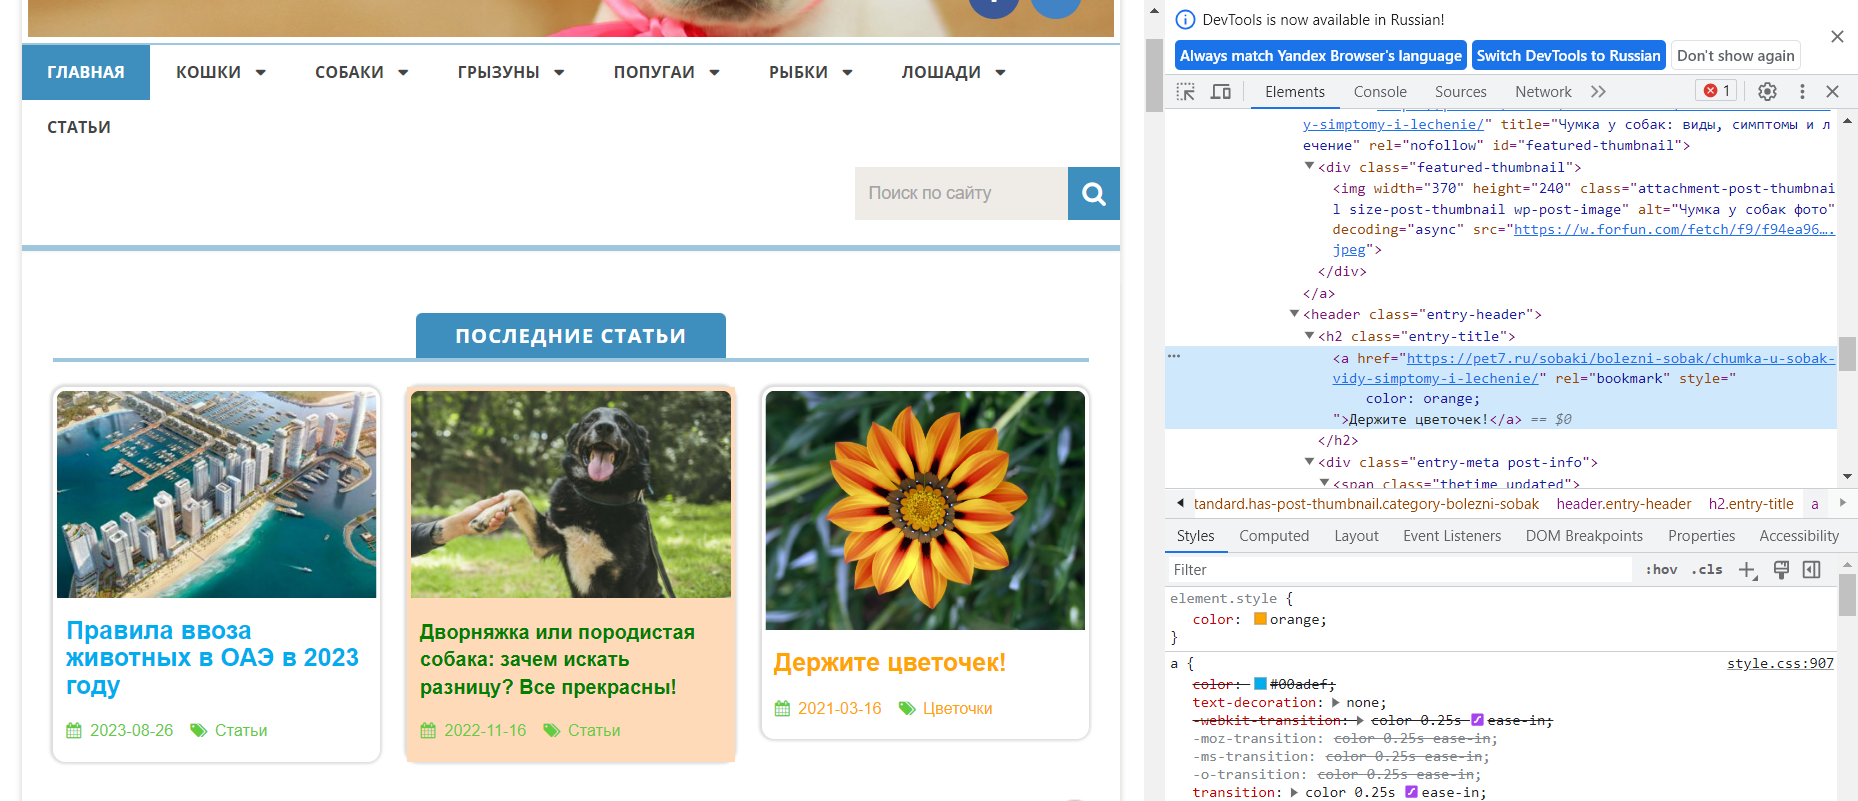 ГЛАВНАЯ КОШКИ СОБАКИ ГРЫЗУНЫ ПОПУГАИ РЫБКИ ЛОШАДИ
СТАТЬИ
Поиск по сайту
ПОСЛЕДНИЕ СТАТЬИ
Правила ввоза
животных в ОАЭ в 2023
году
2023-08-26 Статьи
Дворняжка или породистая
собака: зачем искать
разницу? Все прекрасны!
2022-11-16 Статьи
Держите цветочек!
2021-03-16 Цветочки
DevTools is now available in Russian!
Always match Yandex Browser's language Switch DevTools to Russian Don't show again
Elements Console Sources Network 1
y-simptomy-i-lechenie/" title="Чумка у собак: виды, симптомы и л
ечение" rel="nofollow" id="featured-thumbnail">
<div class="featured-thumbnail">
<img width="370" height="240" class="attachment-post-thumbnai
l size-post-thumbnail wp-post-image" alt="Чумка у собак фото"
decoding="async" src="https://w.forfun.com/fetch/f9/f94ea96….
jpeg">
</div>
</a>
<header class="entry-header">
<h2 class="entry-title">
<a href="https://pet7.ru/sobaki/bolezni-sobak/chumka-u-sobak-
vidy-simptomy-i-lechenie/" rel="bookmark" style="
color: orange;
">Держите цветочек!</a> == $0
</h2>
<div class="entry-meta post-info">
<span class="thetime updated">
tandard.has-post-thumbnail.category-bolezni-sobak header.entry-header h2.entry-title a
Styles Computed Layout Event Listeners DOM Breakpoints Properties Accessibility
Filter :hov .cls
element.style {
color: orange;
}
a { style.css:907
color: #00adef;
text-decoration: none;
-webkit-transition: color 0.25s ease-in;
-moz-transition: color 0.25s ease-in;
-ms-transition: color 0.25s ease-in;
-o-transition: color 0.25s ease-in;
transition: color 0.25s ease-in;